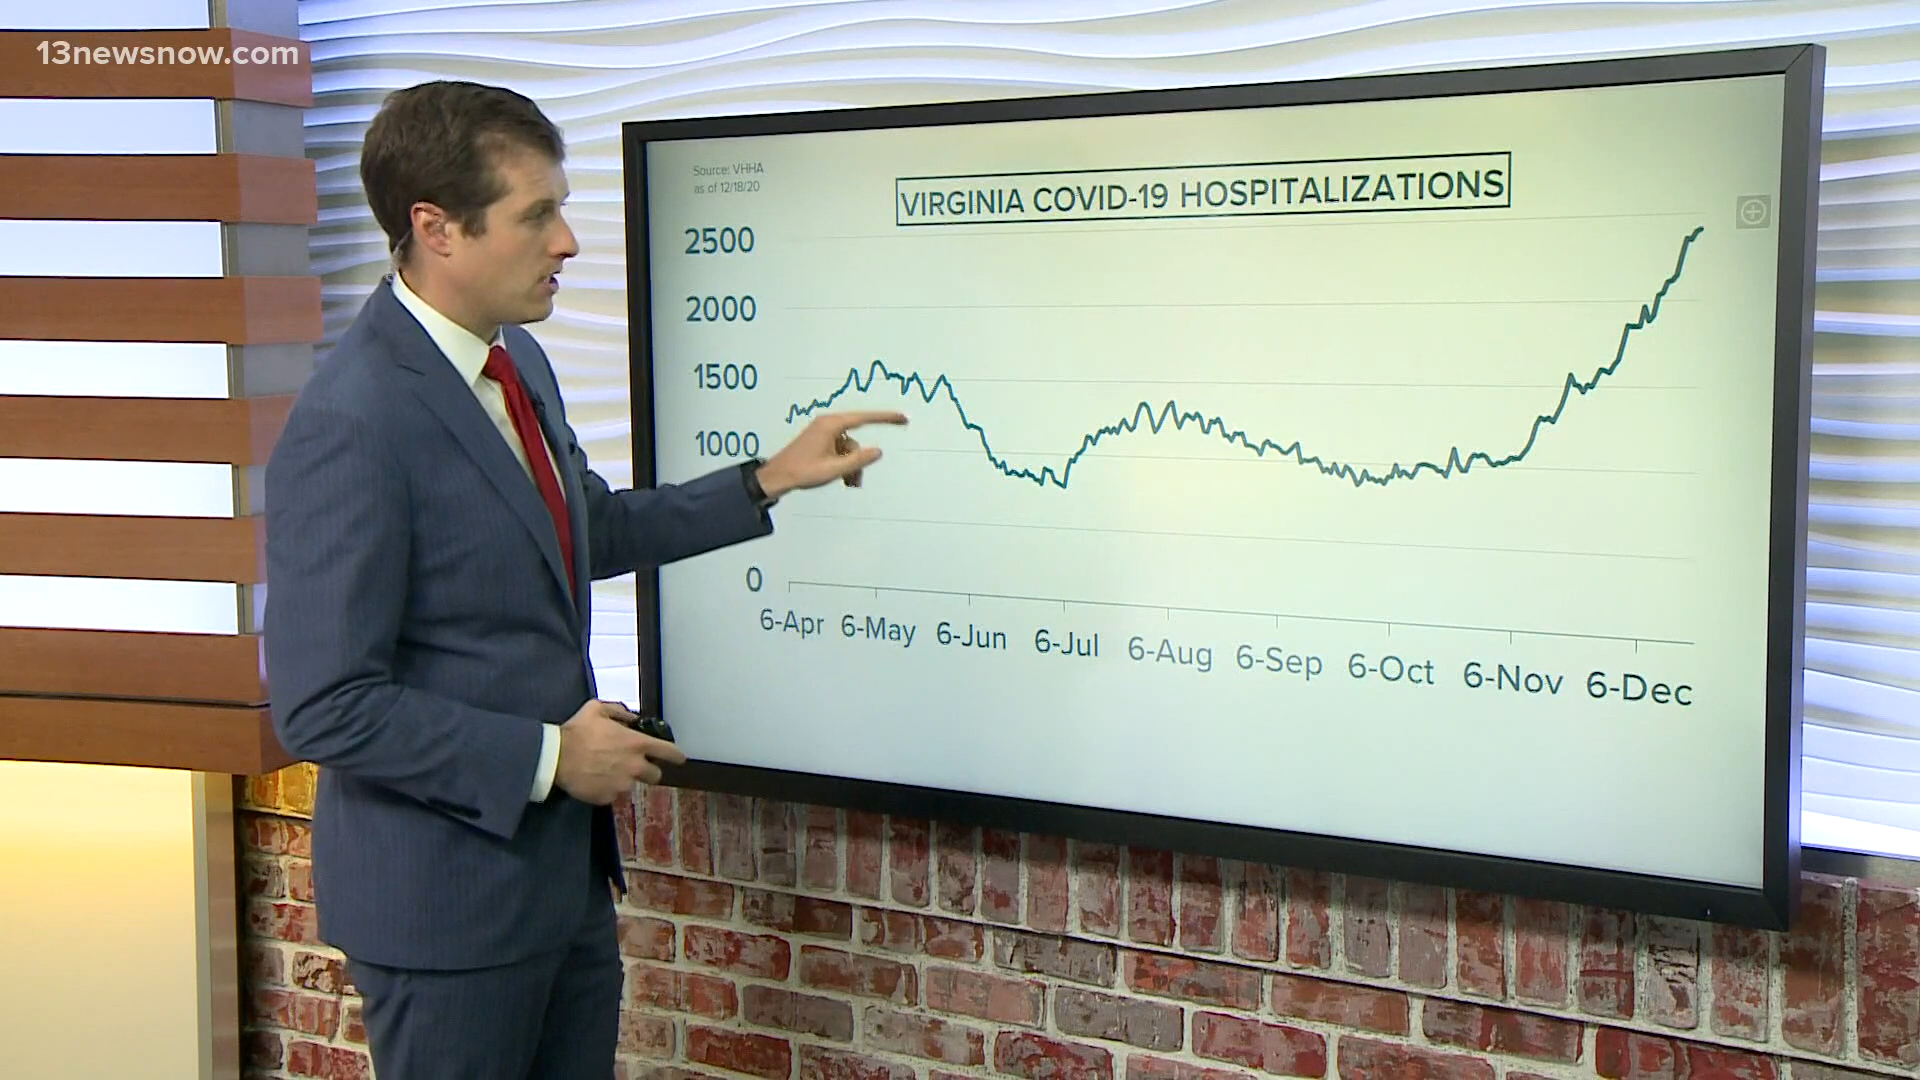 13newsnow.com
Source: VHHA
as of 12/18/20
VIRGINIA COVID-19 HOSPITALIZATIONS
2500
2000
1500
1000
0
6-Apr 6-May 6-Jun 6-Jul 6-Aug 6-Sep 6-Oct 6-Nov 6-Dec